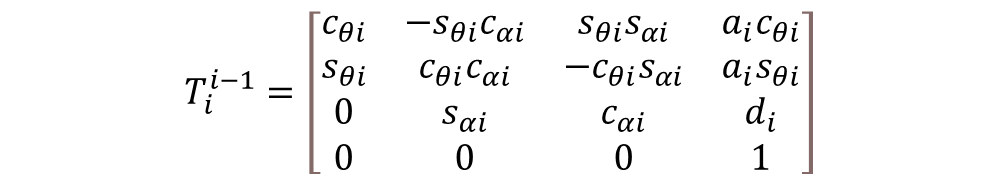 c_θi −s_θi c_αi s_θi s_αi a_i c_θi
s_θi c_θi c_αi −c_θi s_αi a_i s_θi
T_i^{i−1} =
0 s_αi c_αi d_i
0 0 0 1